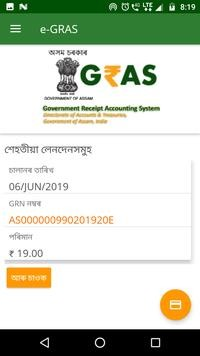 8:19
e-GRAS
অসম চৰকাৰ
GRAS
GOVERNMENT OF ASSAM
Government Receipt Accounting System
Directorate of Accounts & Treasuries,
Government of Assam, India
শেহতীয়া লেনদেনসমূহ
চালানৰ তাৰিখ
06/JUN/2019
GRN নম্বৰ
AS000000990201920E
পৰিমান
₹ 19.00
আৰু চাওক